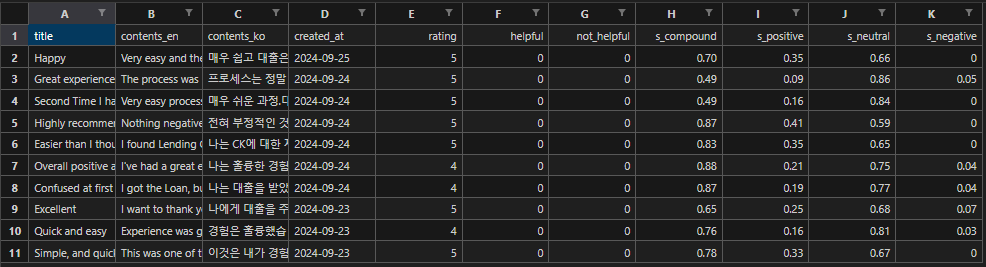 A B C D E F G H I J K
1 title contents_en contents_ko created_at rating helpful not_helpful s_compound s_positive s_neutral s_negative
2 Happy Very easy and the 매우 쉽고 대출은 2024-09-25 5 0 0 0.70 0.35 0.66 0
3 Great experience The process was 프로세스는 정말 2024-09-24 5 0 0 0.49 0.09 0.86 0.05
4 Second Time I ha Very easy process 매우 쉬운 과정. 2024-09-24 5 0 0 0.49 0.16 0.84 0
5 Highly recommer Nothing negative 전혀 부정적인 것 2024-09-24 5 0 0 0.87 0.41 0.59 0
6 Easier than I thou I found Lending 나는 CK에 대한 2024-09-24 5 0 0 0.83 0.35 0.65 0
7 Overall positive a I've had a great e 나는 훌륭한 경험 2024-09-24 4 0 0 0.88 0.21 0.75 0.04
8 Confused at first I got the Loan, bu 나는 대출을 받았 2024-09-24 4 0 0 0.87 0.19 0.77 0.04
9 Excellent I want to thank y 나에게 대출을 주 2024-09-23 5 0 0 0.65 0.25 0.68 0.07
10 Quick and easy Experience was g 경험은 훌륭했습 2024-09-23 4 0 0 0.76 0.16 0.81 0.03
11 Simple, and quic This was one of t 이것은 내가 경험 2024-09-23 5 0 0 0.78 0.33 0.67 0